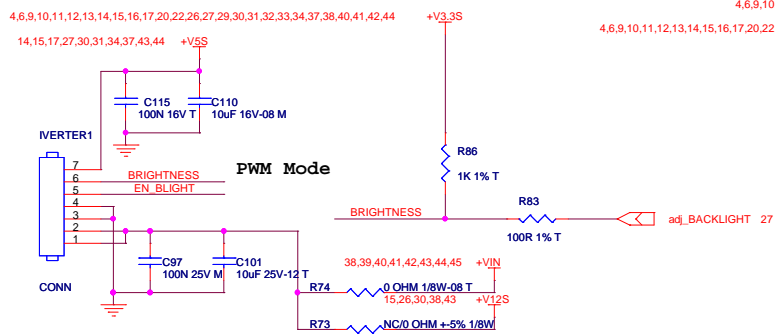 4,6,9,10,11,12,13,14,15,16,17,20,22,26,27,29,30,31,32,33,34,37,38,40,41,42,44
+V3.3S
4,6,9,10
14,15,17,27,30,31,34,37,43,44
+V5S
4,6,9,10,11,12,13,14,15,16,17,20,22
C115
100N 16V T
C110
10uF 16V-08 M
IVERTER1
7
6
5
4
3
2
1
BRIGHTNESS
EN_BLIGHT
PWM Mode
R86
1K 1% T
BRIGHTNESS
R83
100R 1% T
adj_BACKLIGHT 27
C97
100N 25V M
C101
10uF 25V-12 T
CONN
38,39,40,41,42,43,44,45
+VIN
R74
0 OHM 1/8W-08 T
15,26,30,38,43
+V12S
R73
NC/0 OHM +-5% 1/8W